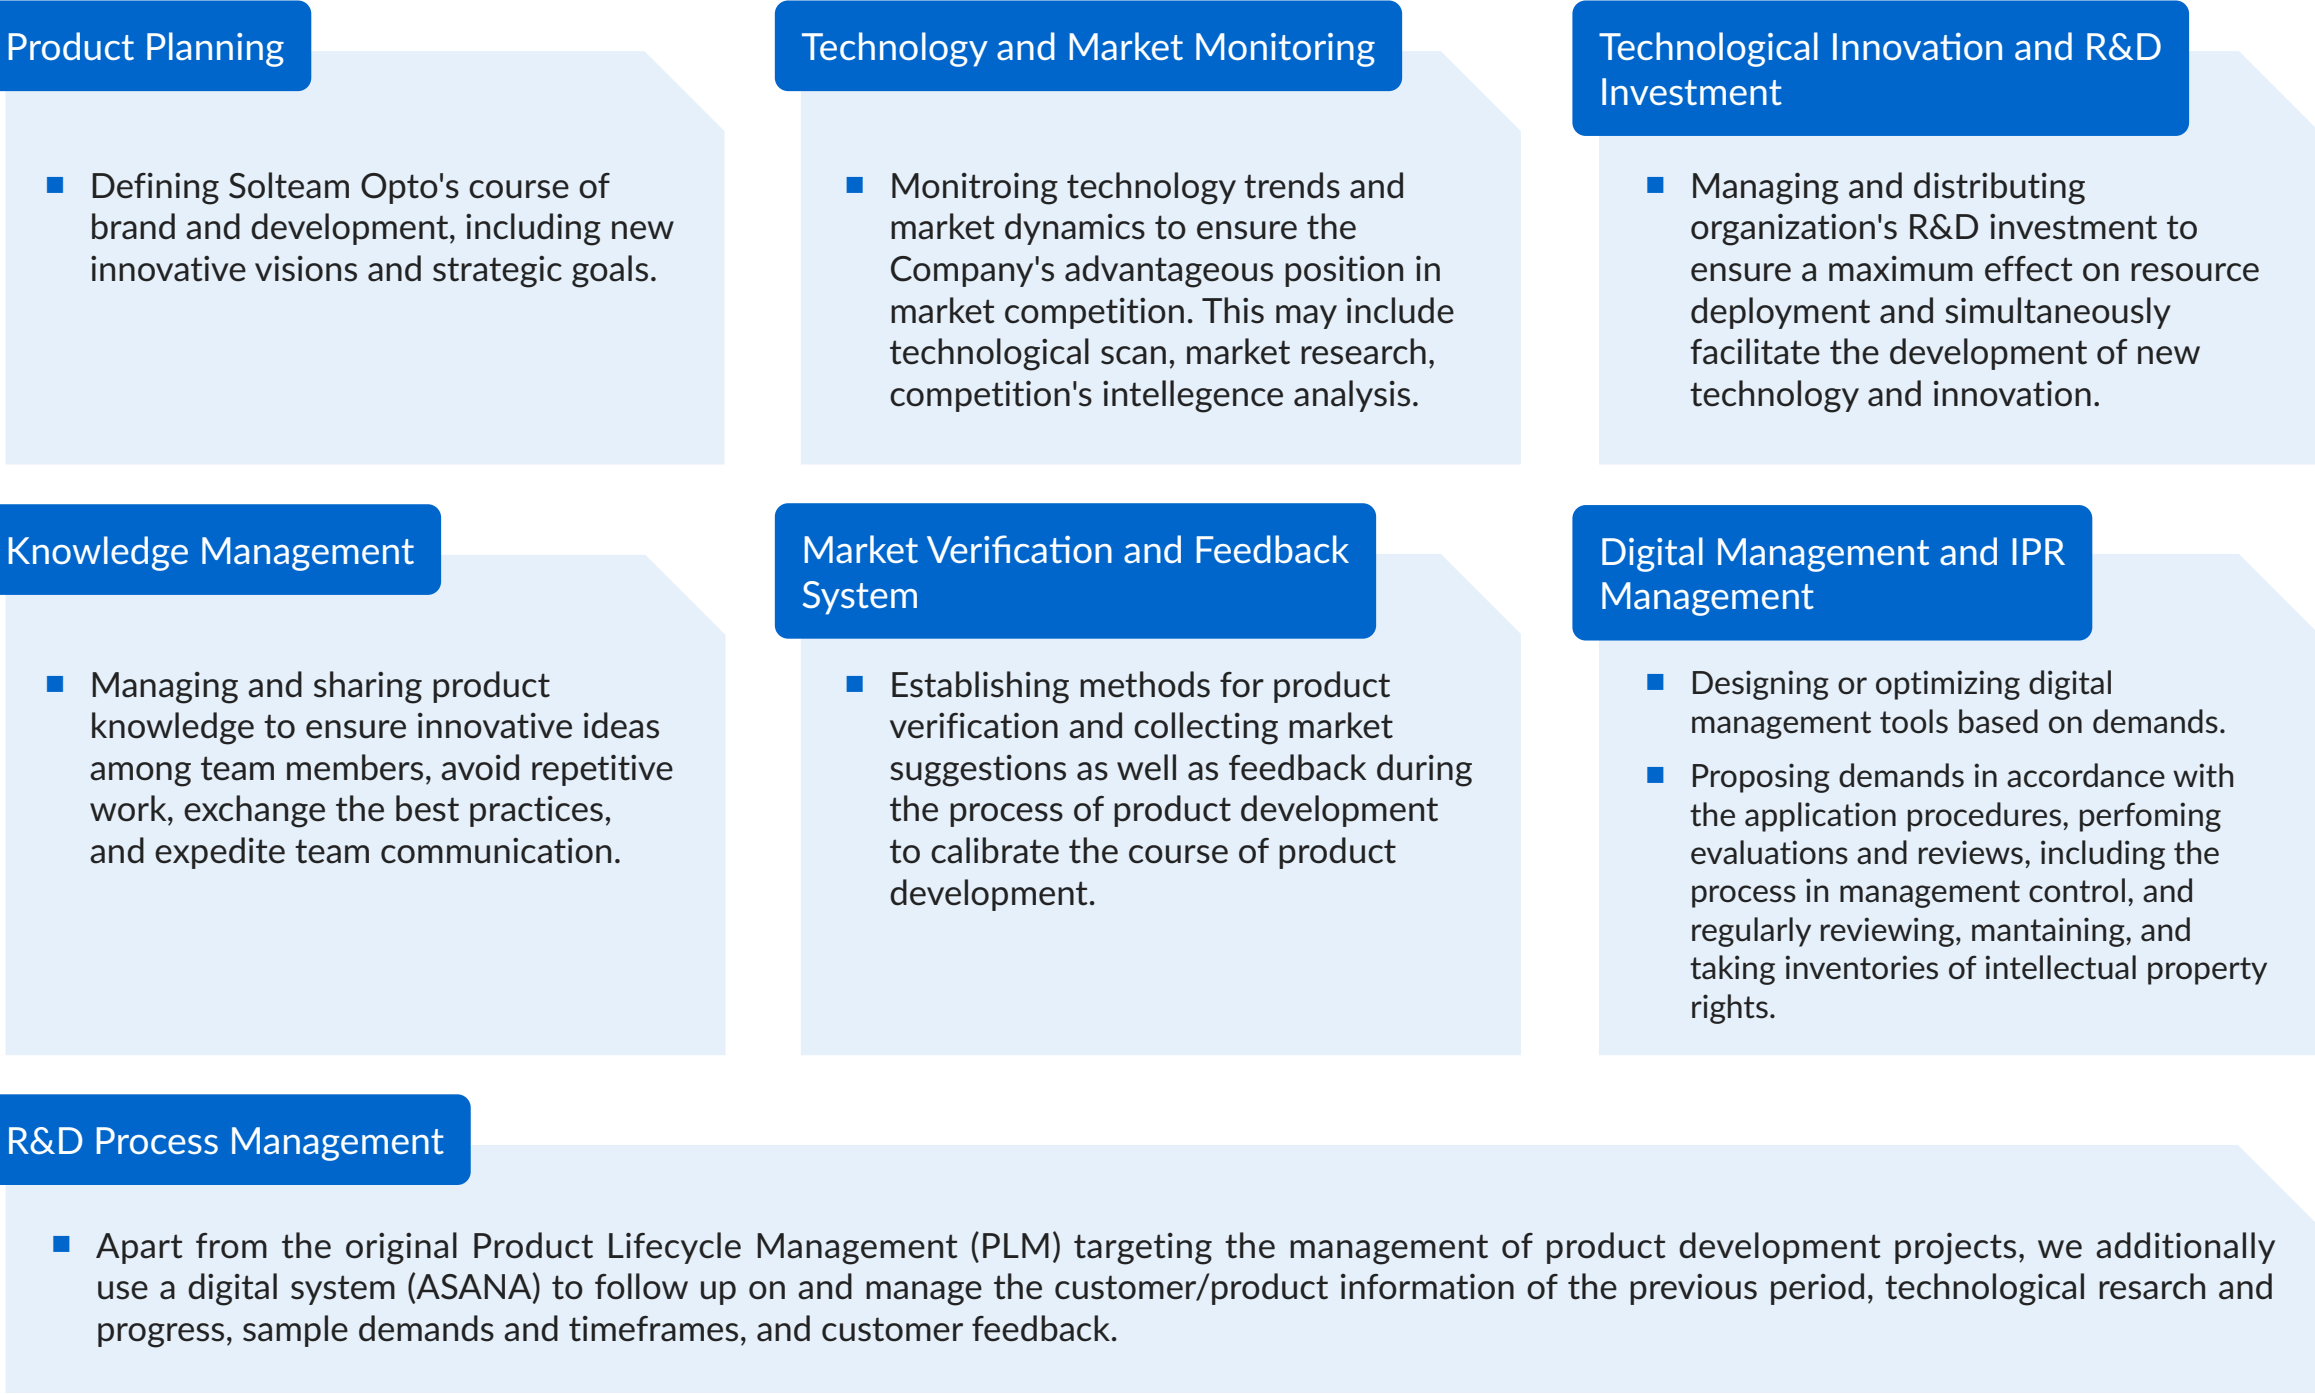 Product Planning
Defining Solteam Opto's course of
brand and development, including new
innovative visions and strategic goals.
Technology and Market Monitoring
Monitroing technology trends and
market dynamics to ensure the
Company's advantageous position in
market competition. This may include
technological scan, market research,
competition's intellegence analysis.
Technological Innovation and R&D
Investment
Managing and distributing
organization's R&D investment to
ensure a maximum effect on resource
deployment and simultaneously
facilitate the development of new
technology and innovation.
Knowledge Management
Managing and sharing product
knowledge to ensure innovative ideas
among team members, avoid repetitive
work, exchange the best practices,
and expedite team communication.
Market Verification and Feedback
System
Establishing methods for product
verification and collecting market
suggestions as well as feedback during
the process of product development
to calibrate the course of product
development.
Digital Management and IPR
Management
Designing or optimizing digital
management tools based on demands.
Proposing demands in accordance with
the application procedures, perfoming
evaluations and reviews, including the
process in management control, and
regularly reviewing, mantaining, and
taking inventories of intellectual property
rights.
R&D Process Management
Apart from the original Product Lifecycle Management (PLM) targeting the management of product development projects, we additionally
use a digital system (ASANA) to follow up on and manage the customer/product information of the previous period, technological resarch and
progress, sample demands and timeframes, and customer feedback.